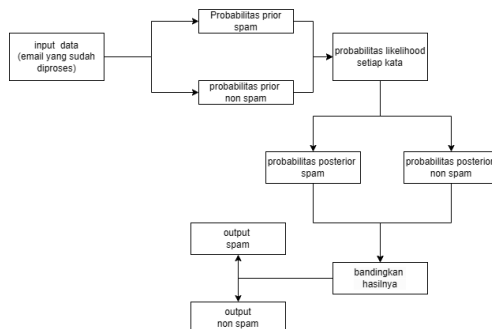 input data
(email yang sudah
diproses)
Probabilitas prior
spam
probabilitas prior
non spam
probabilitas likelihood
setiap kata
probabilitas posterior
spam
probabilitas posterior
non spam
bandingkan
hasilnya
output
spam
output
non spam